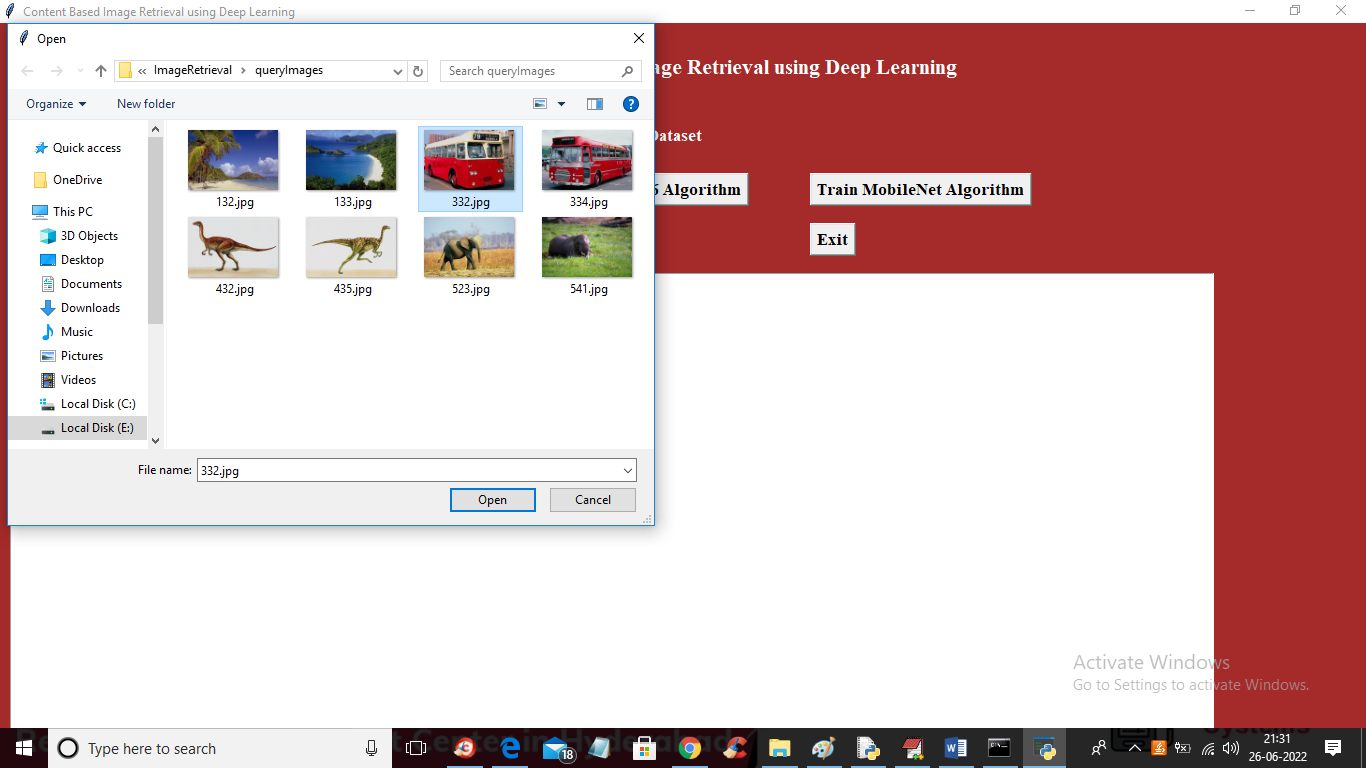 Content Based Image Retrieval using Deep Learning
Open
« ImageRetrieval › queryImages
Search queryImages
Organize
New folder
Quick access
OneDrive
This PC
3D Objects
Desktop
Documents
Downloads
Music
Pictures
Videos
Local Disk (C:)
Local Disk (E:)
132.jpg
133.jpg
332.jpg
334.jpg
432.jpg
435.jpg
523.jpg
541.jpg
File name: 332.jpg
Open
Cancel
Retrieval using Deep Learning
6 Algorithm
Train MobileNet Algorithm
Exit
Activate Windows
Go to Settings to activate Windows.
Type here to search
18
21:31
26-06-2022